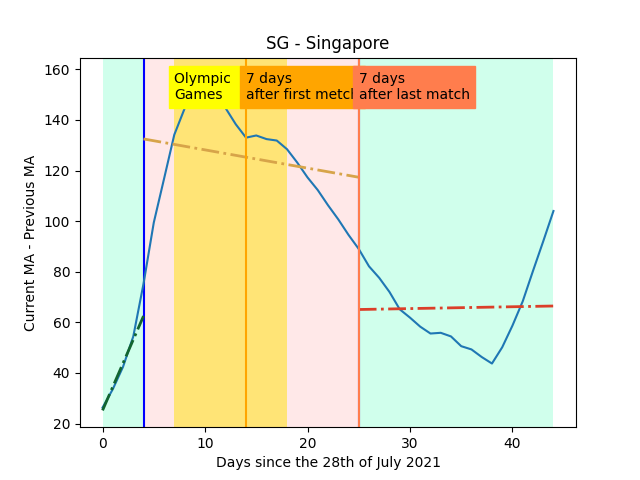 SG - Singapore
160
140
120
100
80
60
40
20
Olympic
Games
7 days
after first metch
7 days
after last match
Current MA - Previous MA
0
10
20
30
40
Days since the 28th of July 2021